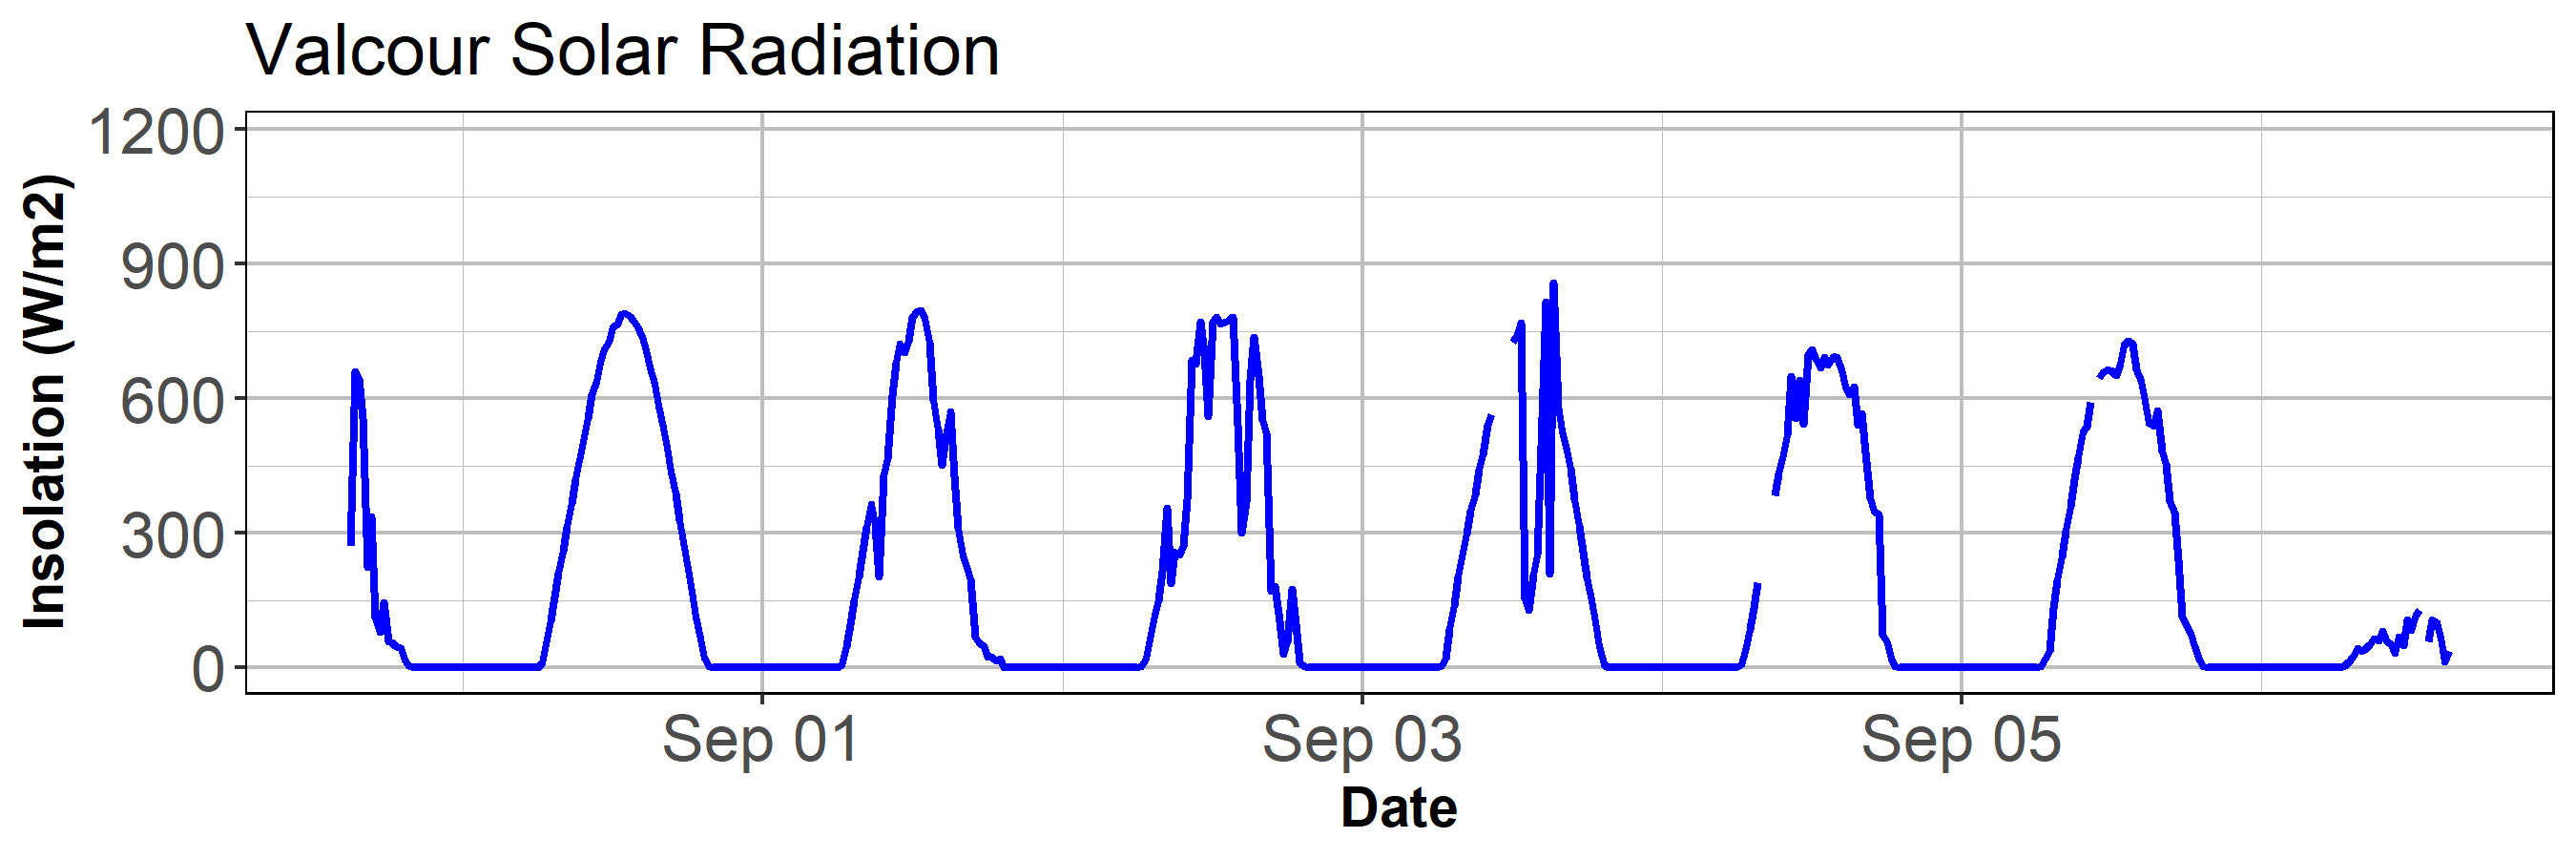 Valcour Solar Radiation
1200
900
600
300
0
Insolation (W/m2)
Sep 01
Sep 03
Sep 05
Date